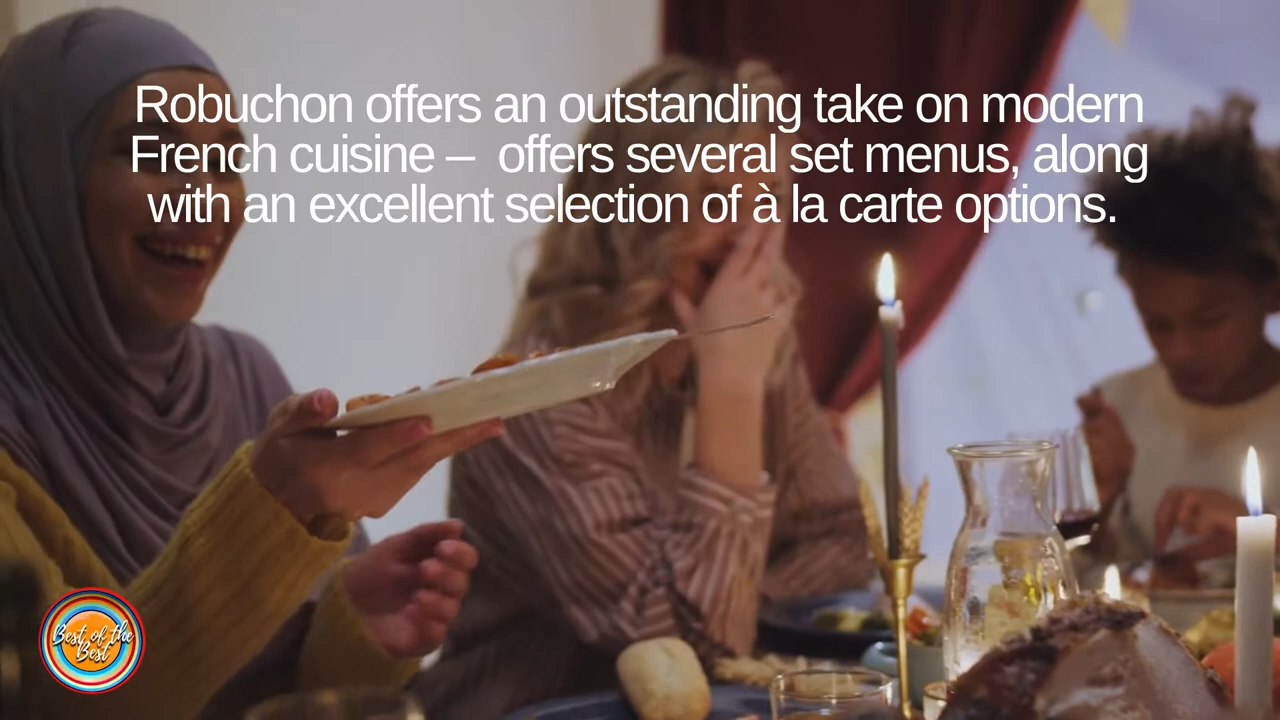 Robuchon offers an outstanding take on modern
French cuisine –  offers several set menus, along
with an excellent selection of à la carte options.
Best of the
Best